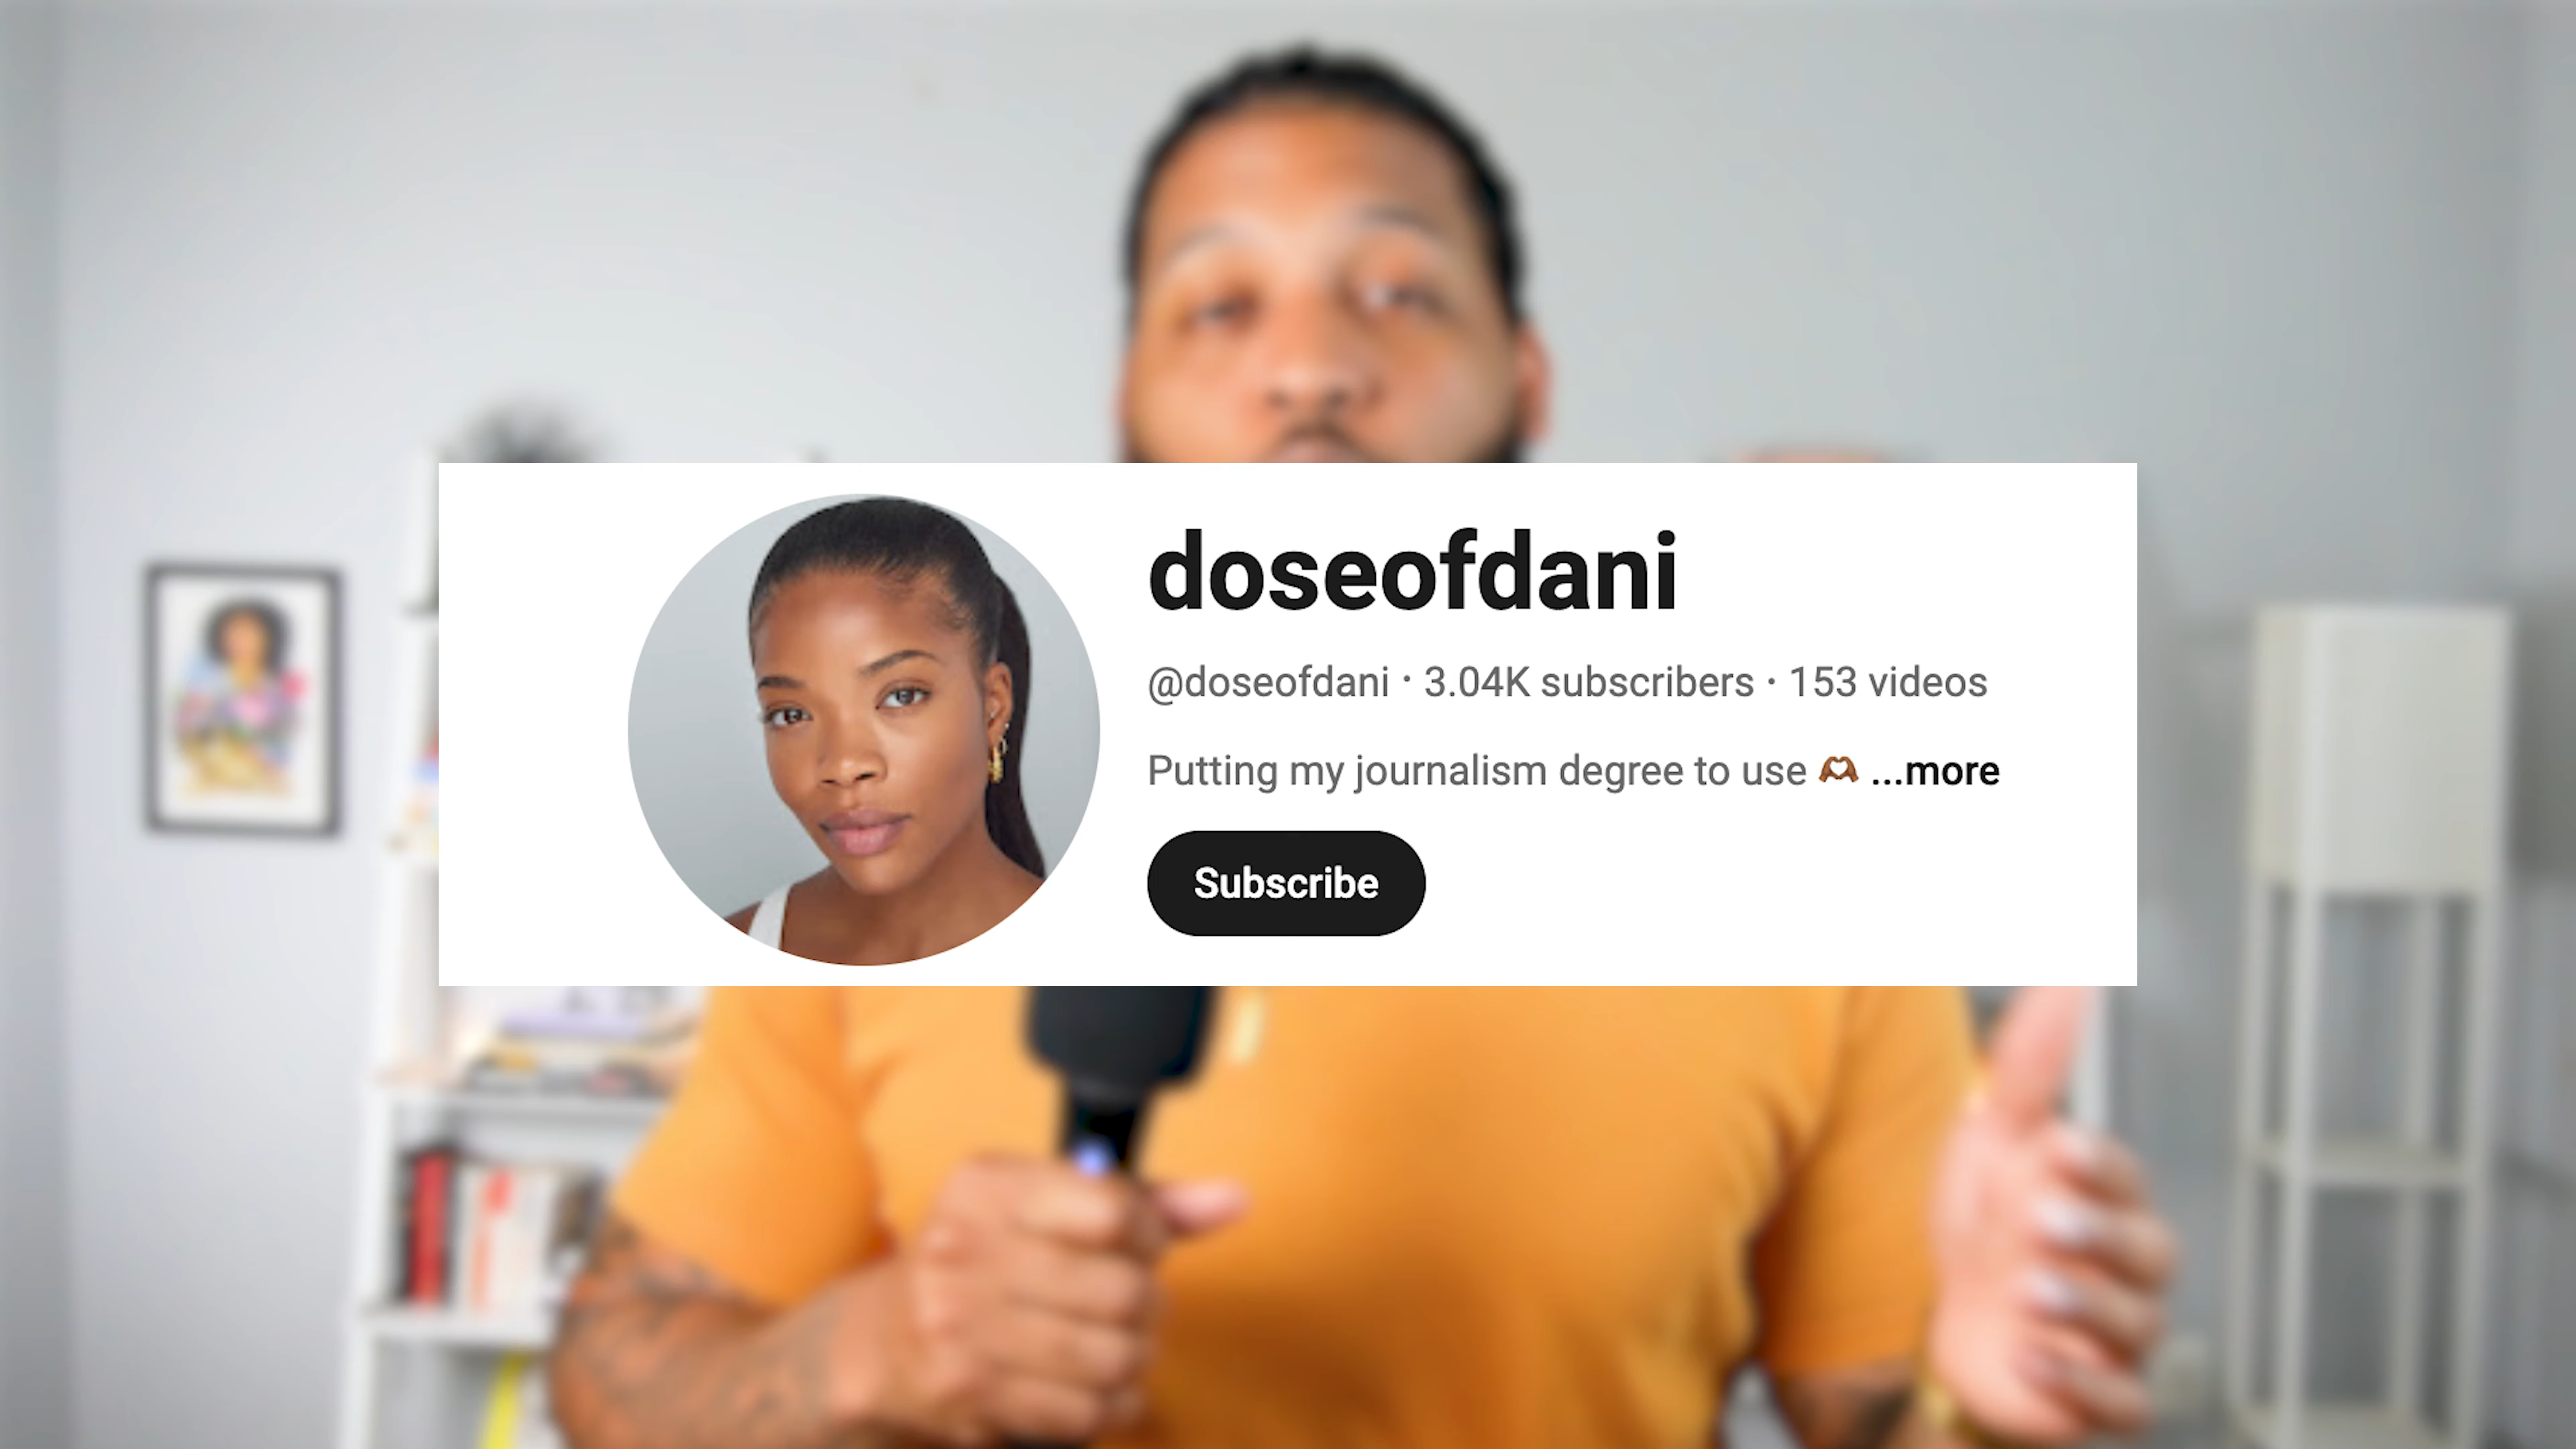 doseofdani
@doseofdani · 3.04K subscribers · 153 videos
Putting my journalism degree to use 🫶🏾 ...more
Subscribe